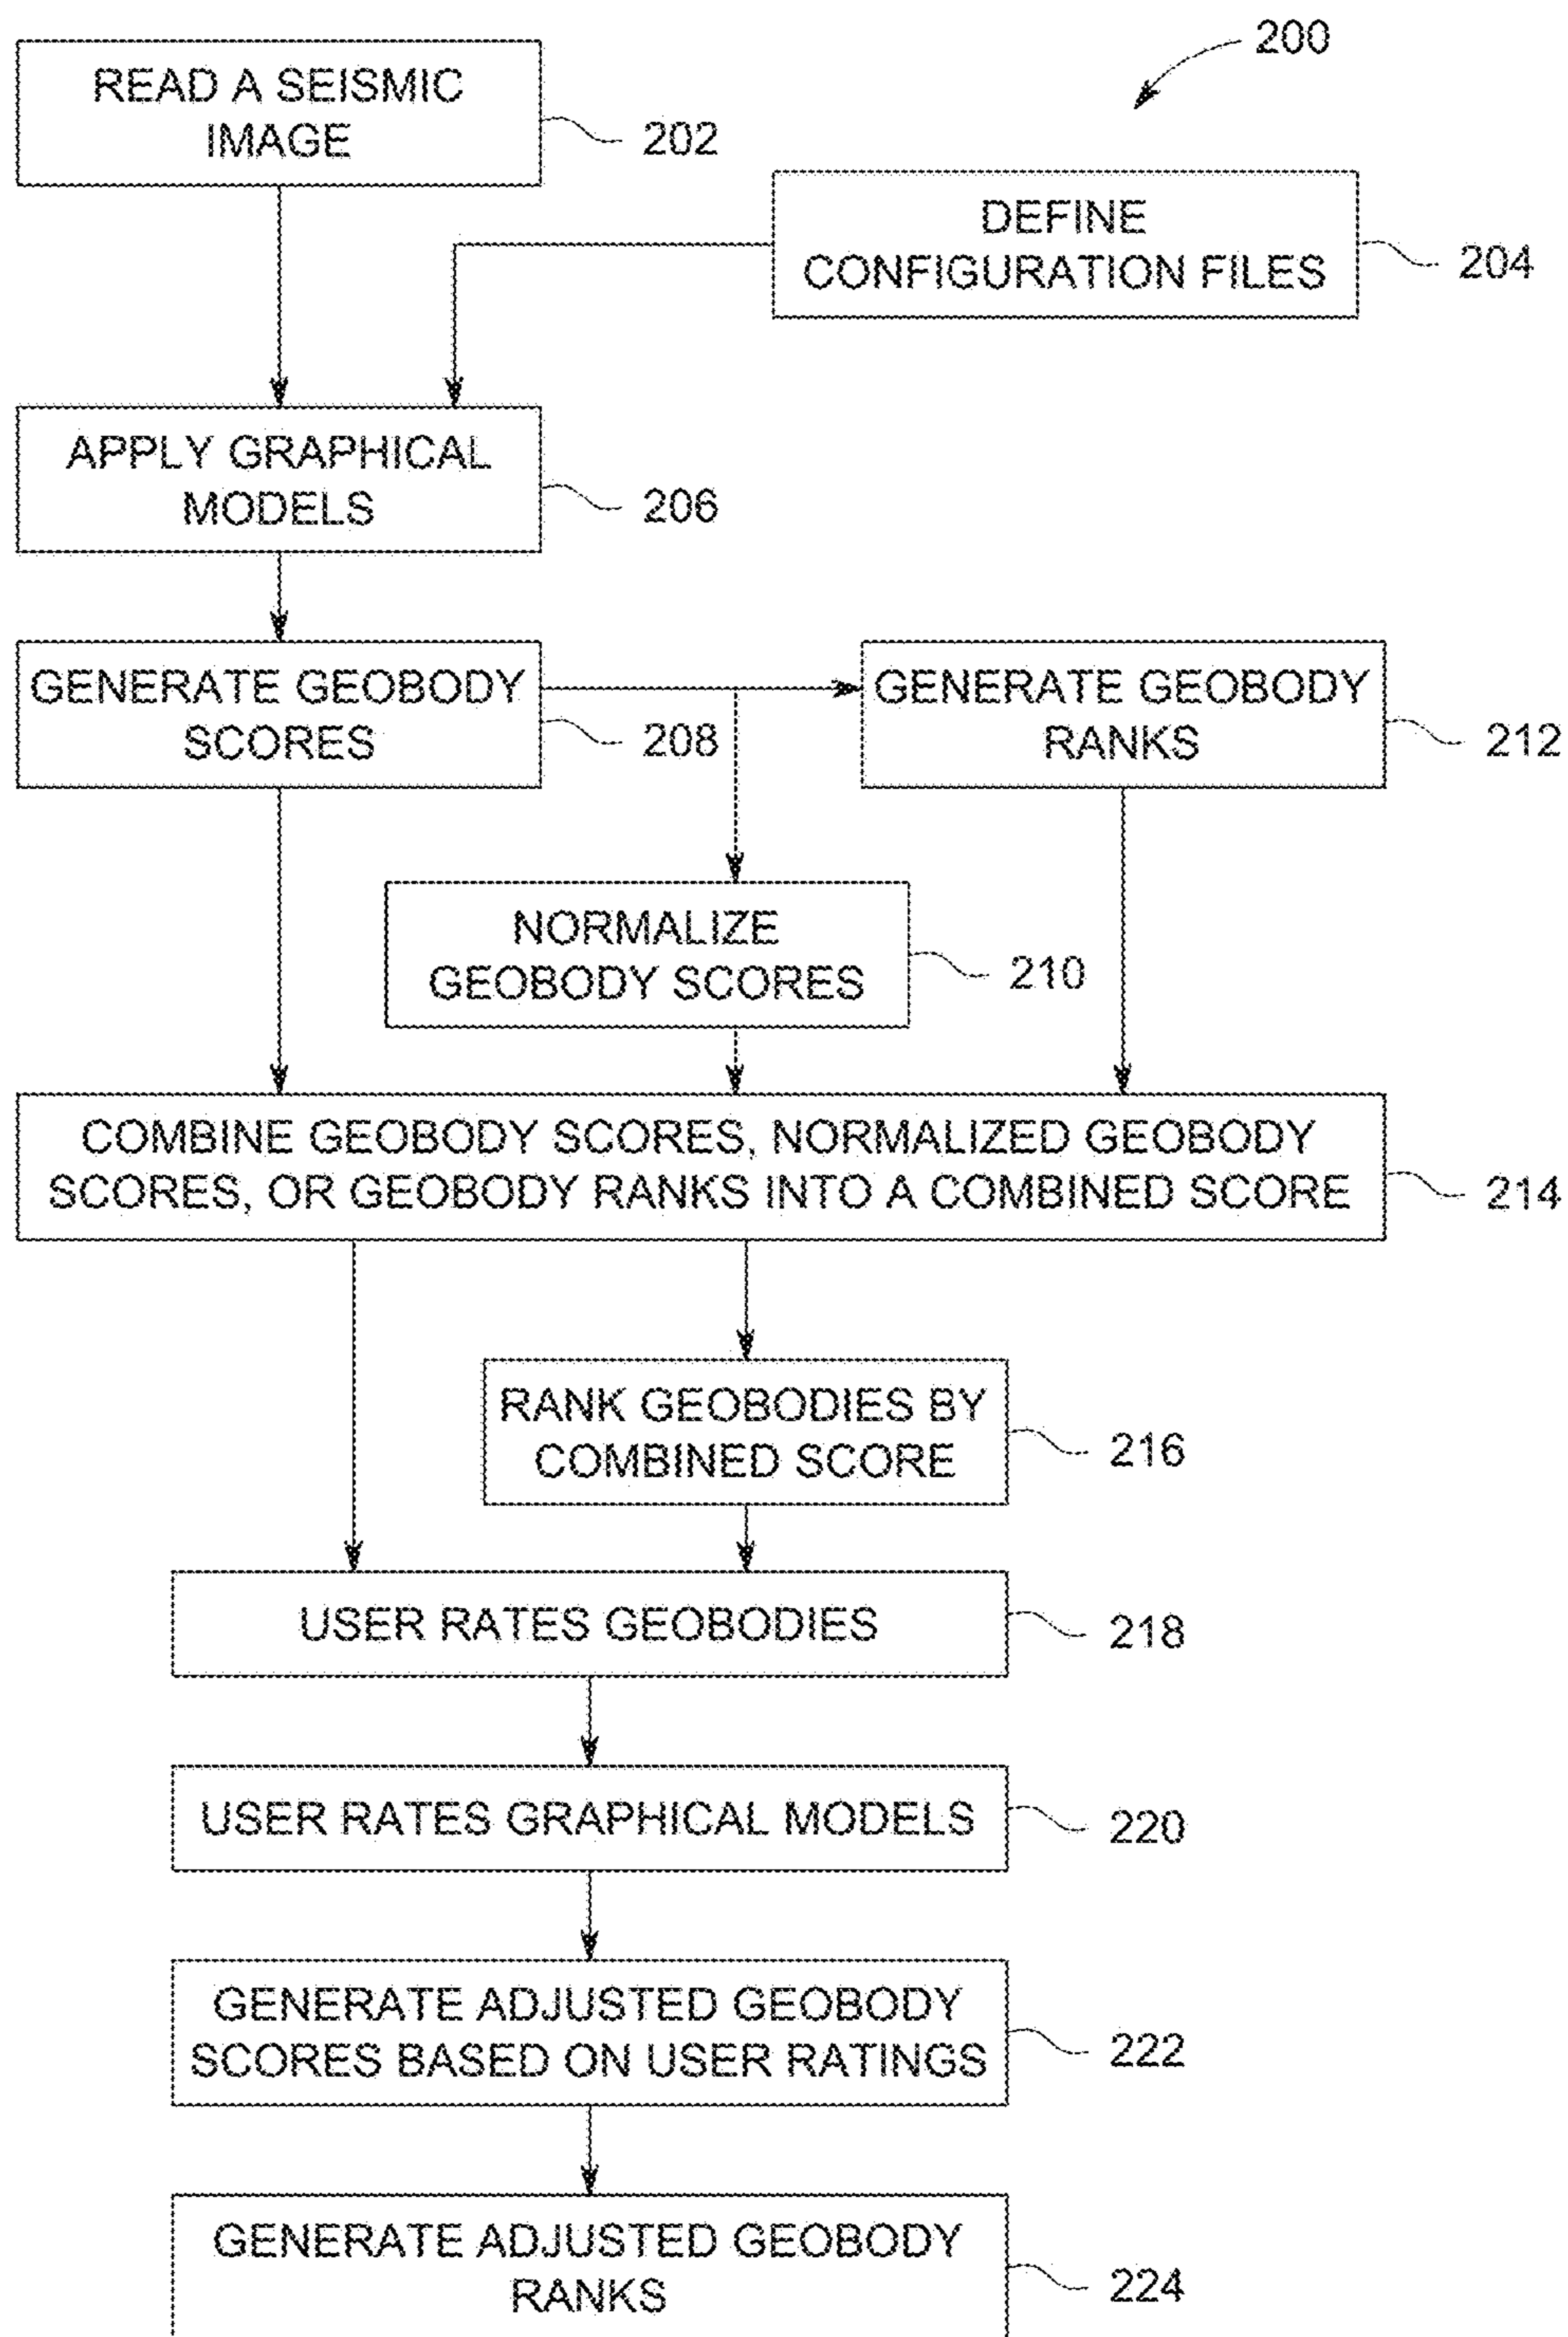 200
READ A SEISMIC
IMAGE
202
DEFINE
CONFIGURATION FILES
204
APPLY GRAPHICAL
MODELS
206
GENERATE GEOBODY
SCORES
208
GENERATE GEOBODY
RANKS
212
NORMALIZE
GEOBODY SCORES
210
COMBINE GEOBODY SCORES, NORMALIZED GEOBODY
SCORES, OR GEOBODY RANKS INTO A COMBINED SCORE
214
RANK GEOBODIES BY
COMBINED SCORE
216
USER RATES GEOBODIES
218
USER RATES GRAPHICAL MODELS
220
GENERATE ADJUSTED GEOBODY
SCORES BASED ON USER RATINGS
222
GENERATE ADJUSTED GEOBODY
RANKS
224